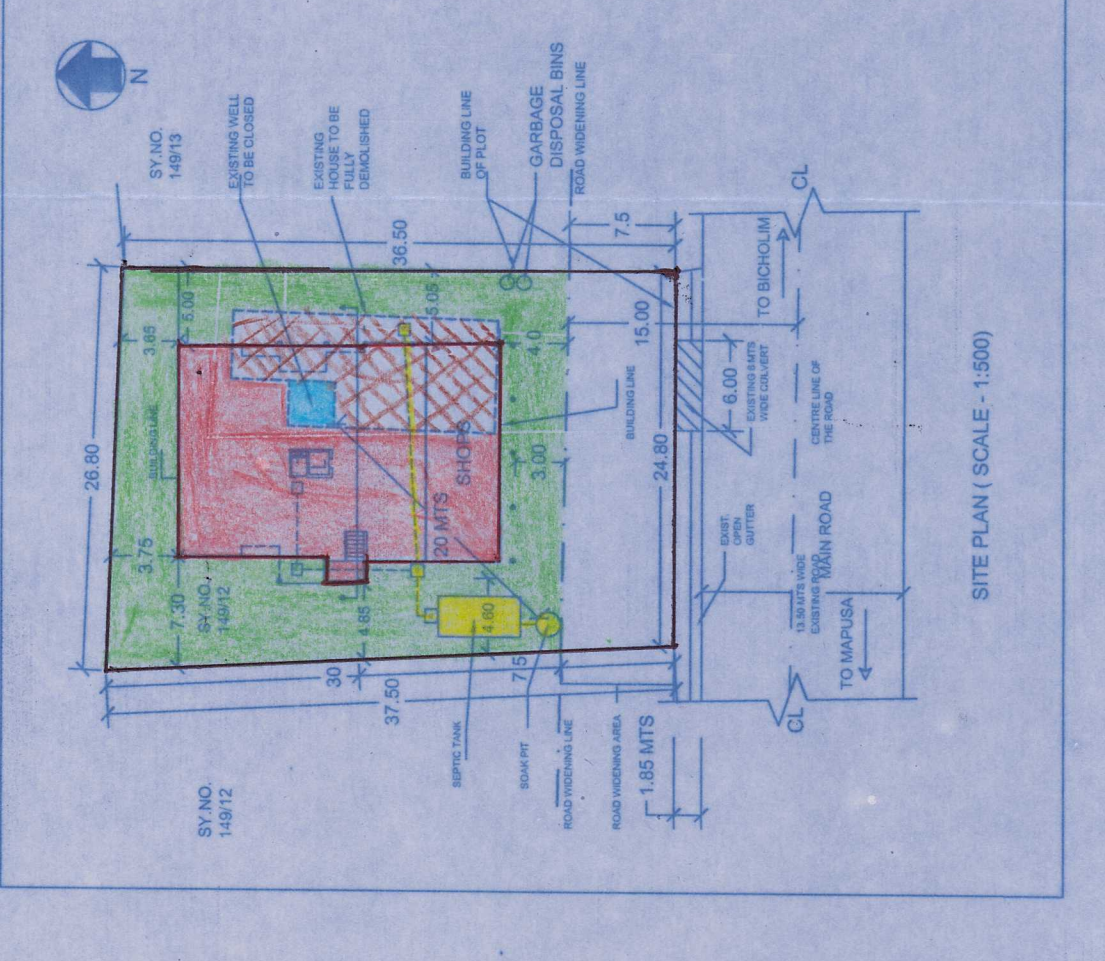 N
SY.NO.
149/13
EXISTING WELL
TO BE CLOSED
EXISTING
HOUSE TO BE
FULLY
DEMOLISHED
BUILDING LINE
OF PLOT
GARBAGE
DISPOSAL BINS
ROAD WIDENING LINE
CL
36.50
7.5
TO BICHOLIM
26.80
3.85
5.00
5.05
4.0
15.00
6.00
EXISTING 8 MTS
WIDE COLVERT
CENTRE LINE OF
THE ROAD
BUILDING LINE
BUILDING LINE
3.00
24.80
SHOPS
20 MTS
3.75
7.30
SY.NO.
149/12
4.85
4.60
EXIST.
OPEN
GUTTER
13.50 MTS WIDE
EXISTING ROAD
MAIN ROAD
TO MAPUSA
30
37.50
7.5
CL
SEPTIC TANK
SOAK PIT
ROAD WIDENING LINE
ROAD WIDENING AREA
1.85 MTS
SY.NO.
149/12
SITE PLAN ( SCALE. - 1:500)